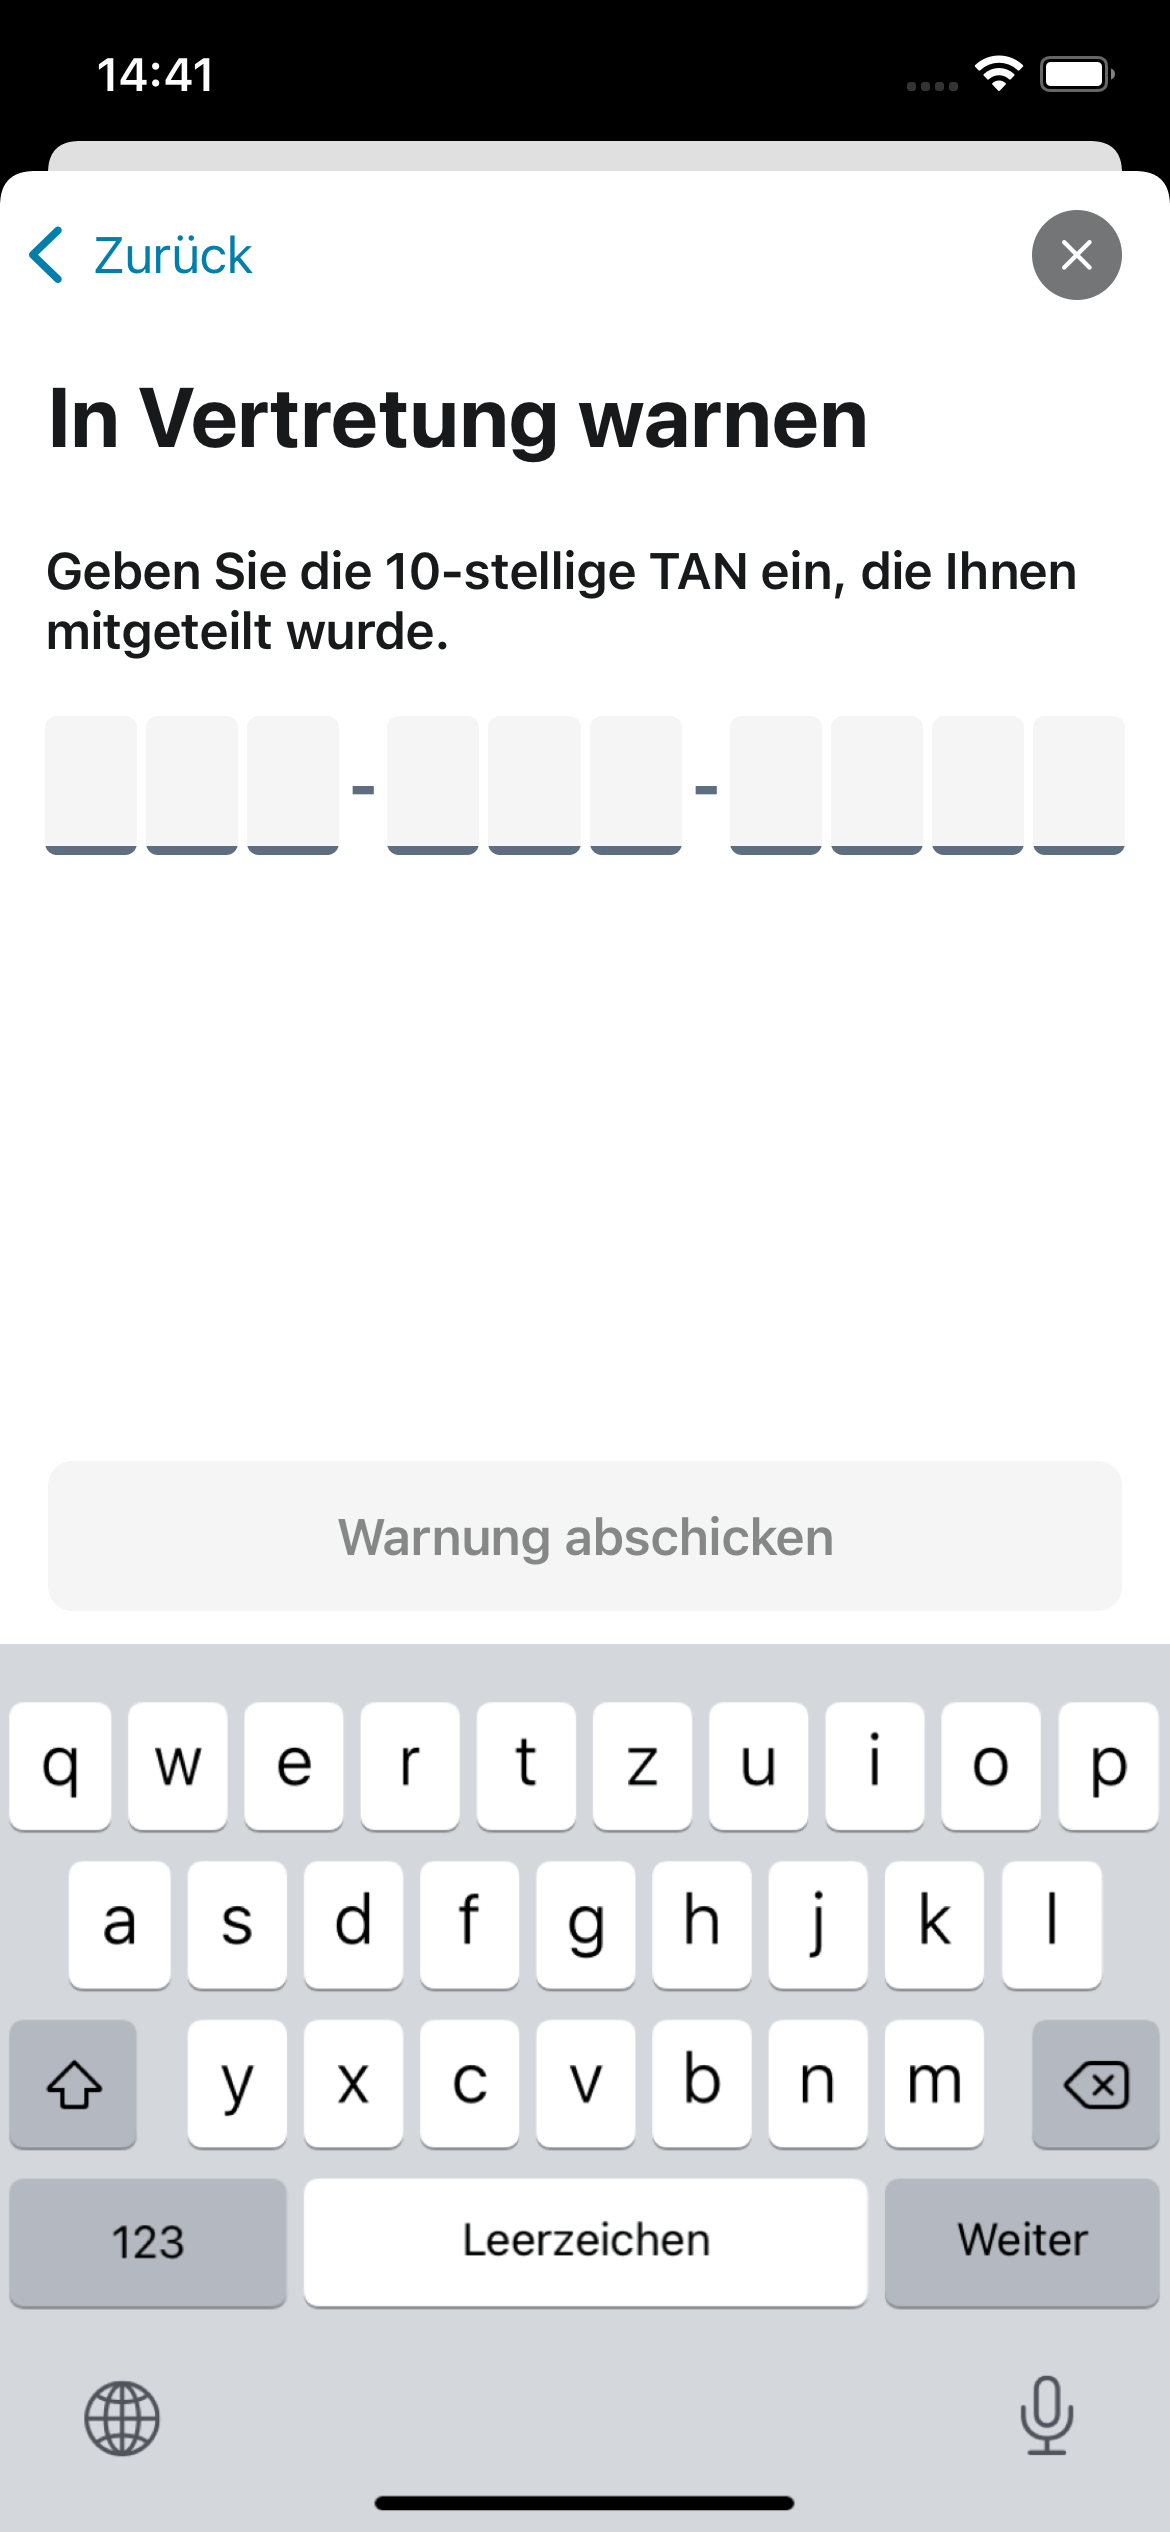 14:41
Zurück
In Vertretung warnen
Geben Sie die 10-stellige TAN ein, die Ihnen
mitgeteilt wurde.
- -
Warnung abschicken
q w e r t z u i o p
a s d f g h j k l
y x c v b n m
123 Leerzeichen Weiter